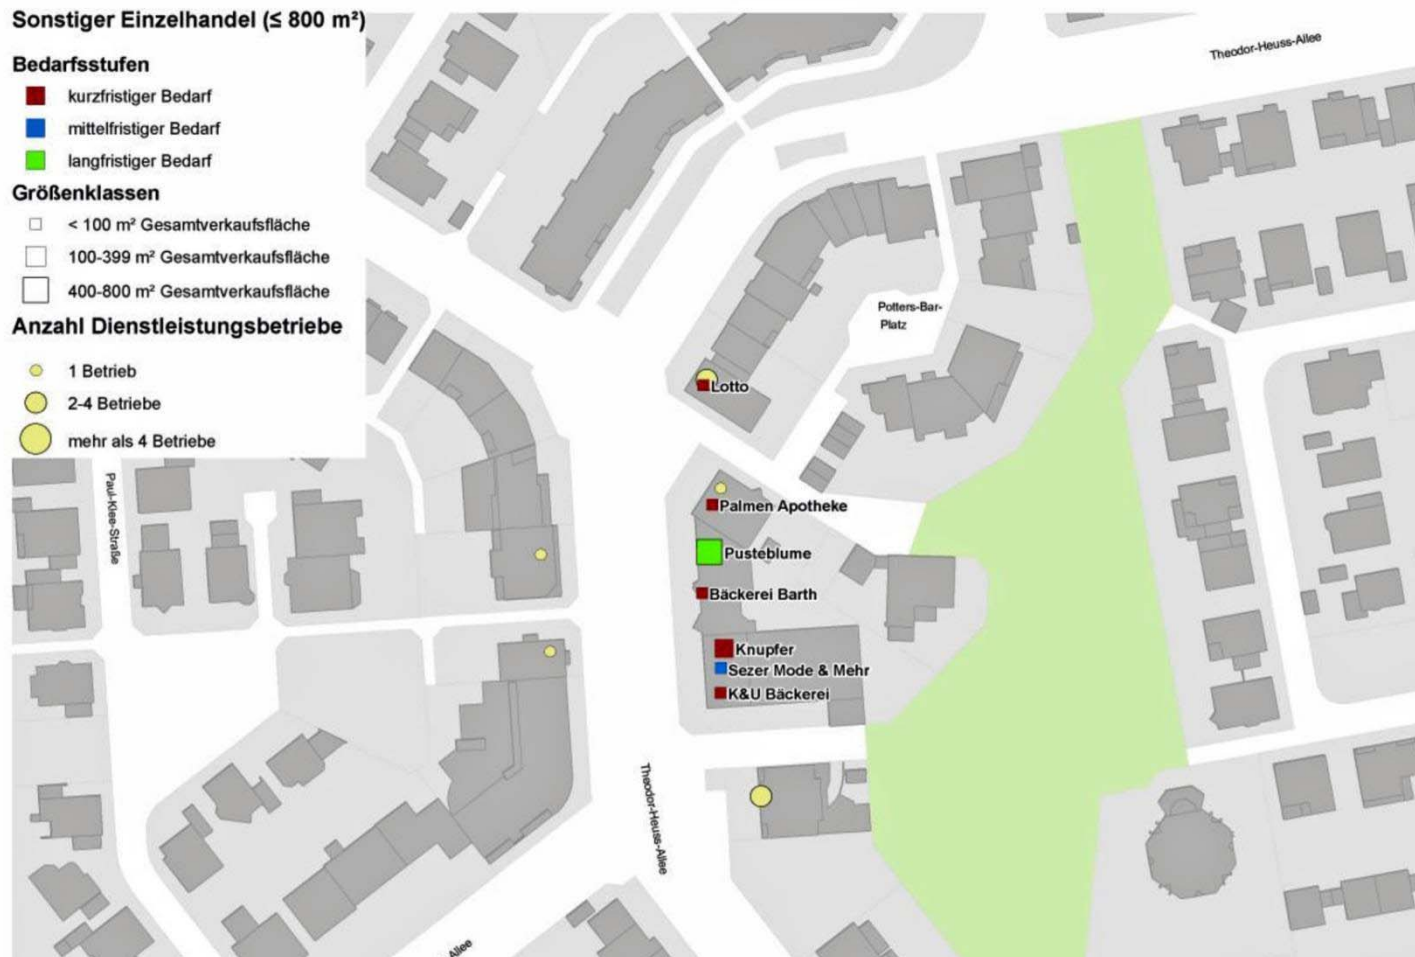 Sonstiger Einzelhandel (≤ 800 m²)
Bedarfsstufen
kurzfristiger Bedarf
mittelfristiger Bedarf
langfristiger Bedarf
Größenklassen
< 100 m² Gesamtverkaufsfläche
100-399 m² Gesamtverkaufsfläche
400-800 m² Gesamtverkaufsfläche
Anzahl Dienstleistungsbetriebe
1 Betrieb
2-4 Betriebe
mehr als 4 Betriebe
Theodor-Heuss-Allee
Potters-Bar-
Platz
Lotto
Paul-Klee-Straße
Palmen Apotheke
Pusteblume
Bäckerei Barth
Knupfer
Sezer Mode & Mehr
K&U Bäckerei
Theodor-Heuss-Allee
Allee